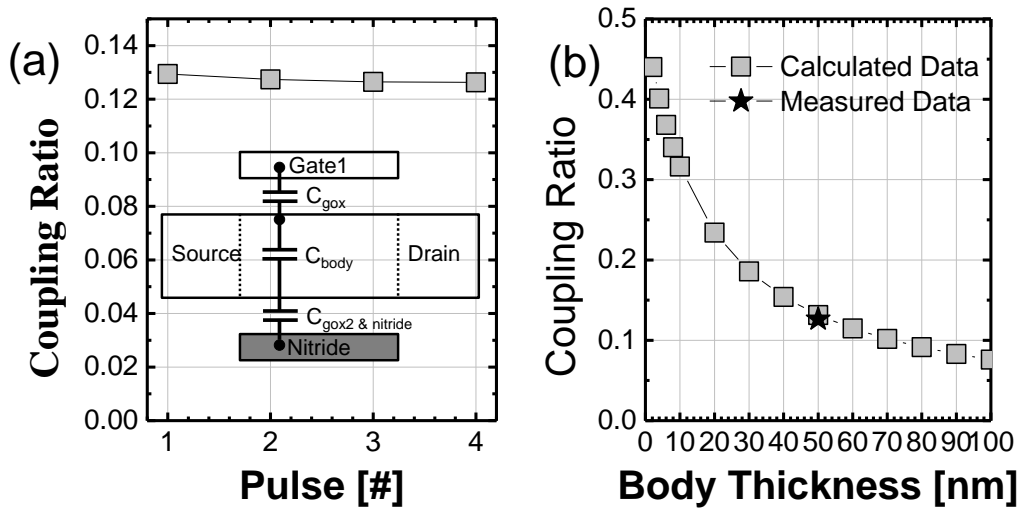 (a)
Coupling Ratio
0.14
0.12
0.10
0.08
0.06
0.04
0.02
0.00
1 2 3 4
Pulse [#]
Gate1
C_gox
Source
C_body
Drain
C_gox2 & nitride
Nitride
(b)
Coupling Ratio
0.5
0.4
0.3
0.2
0.1
0.0
0 10 20 30 40 50 60 70 80 90 100
Body Thickness [nm]
Calculated Data
Measured Data